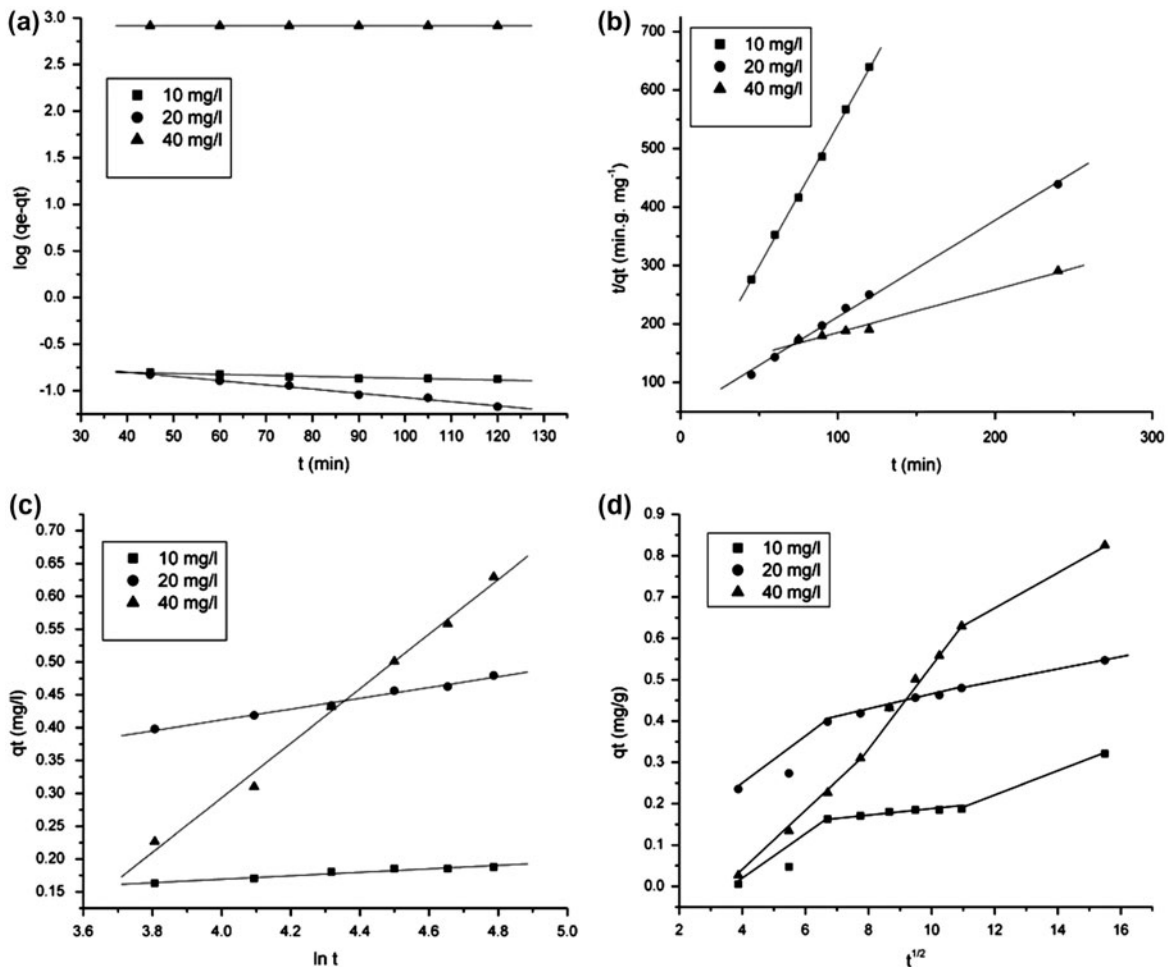 (a)
3.0
2.5
2.0
1.5
1.0
0.5
0.0
-0.5
-1.0
log (qe-qt)
10 mg/l
20 mg/l
40 mg/l
30 40 50 60 70 80 90 100 110 120 130
t (min)
(b)
700
600
500
400
300
200
100
t/qt (min.g. mg⁻¹)
10 mg/l
20 mg/l
40 mg/l
0 100 200 300
t (min)
(c)
0.70
0.65
0.60
0.55
0.50
0.45
0.40
0.35
0.30
0.25
0.20
0.15
qt (mg/l)
10 mg/l
20 mg/l
40 mg/l
3.6 3.8 4.0 4.2 4.4 4.6 4.8 5.0
ln t
(d)
0.9
0.8
0.7
0.6
0.5
0.4
0.3
0.2
0.1
0.0
qt (mg/g)
10 mg/l
20 mg/l
40 mg/l
2 4 6 8 10 12 14 16
t^1/2